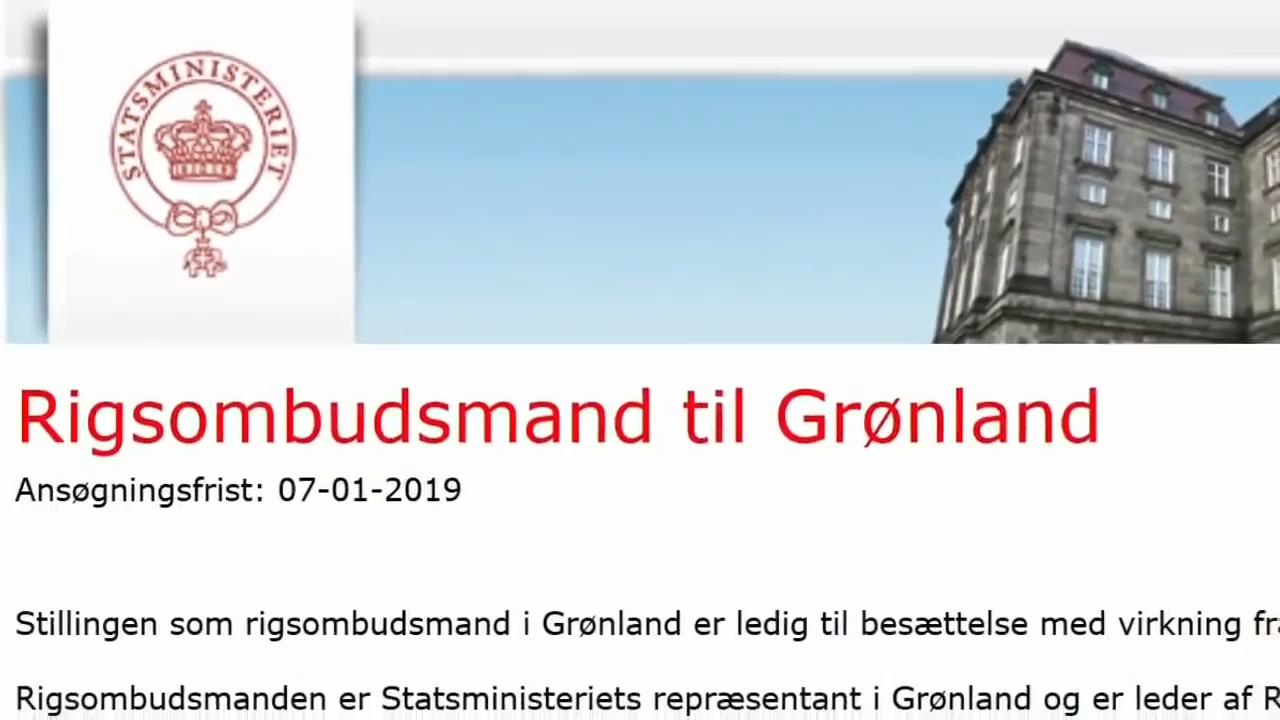 STATSMINISTERIET
Rigsombudsmand til Grønland
Ansøgningsfrist: 07-01-2019
Stillingen som rigsombudsmand i Grønland er ledig til besættelse med virkning
Rigsombudsmanden er Statsministeriets repræsentant i Grønland og er leder af